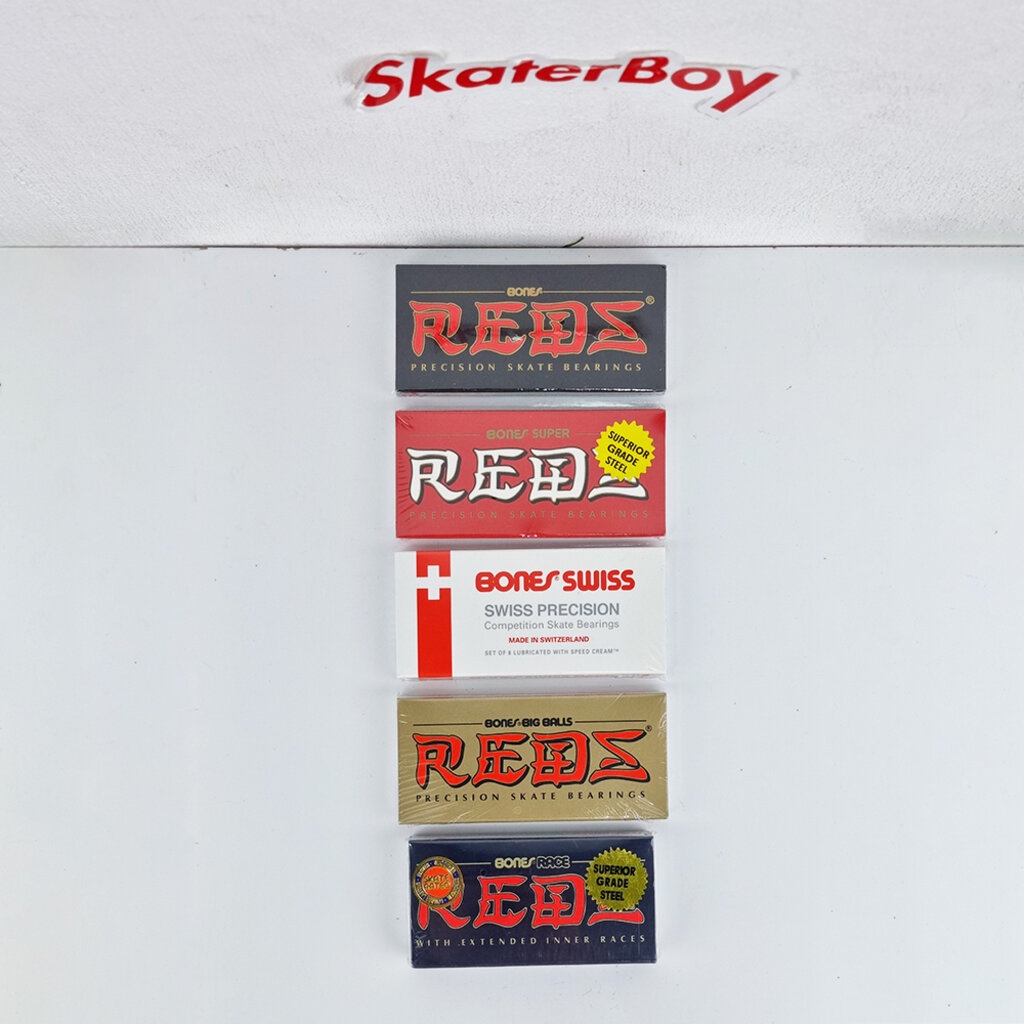 SkaterBoy
BONES
REDS®
PRECISION SKATE BEARINGS
BONES SUPER
REDS
SUPERIOR
GRADE
STEEL
PRECISION SKATE BEARINGS
BONES® SWISS
SWISS PRECISION
Competition Skate Bearings
MADE IN SWITZERLAND
SET OF 8 LUBRICATED WITH SPEED CREAM™
BONES BIG BALLS
REDS®
PRECISION SKATE BEARINGS
BONES RACE
REDS
SKATE
RATED
SUPERIOR
GRADE
STEEL
WITH EXTENDED INNER RACES